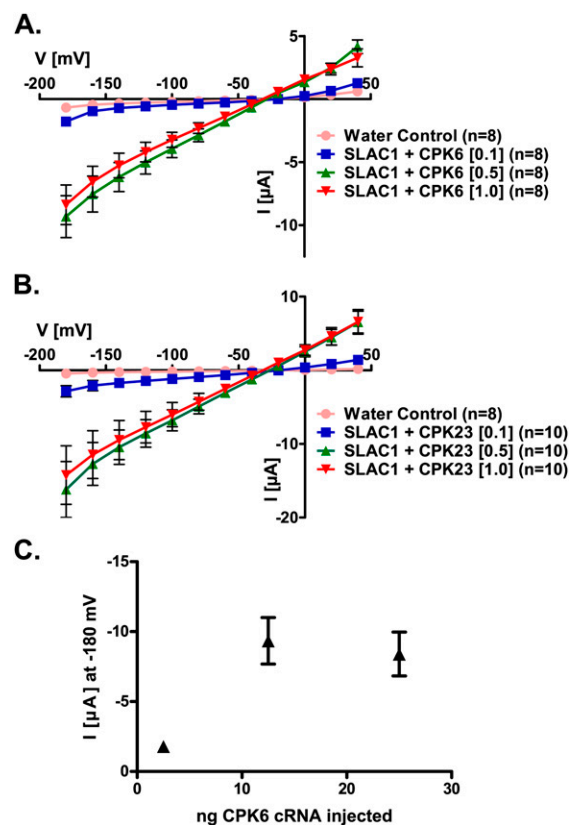 A.
5
V [mV]
-200 -150 -100 -50 50
-5
-10
I [µA]
Water Control (n=8)
SLAC1 + CPK6 [0.1] (n=8)
SLAC1 + CPK6 [0.5] (n=8)
SLAC1 + CPK6 [1.0] (n=8)
B.
10
V [mV]
-200 -150 -100 -50 50
-10
-20
I [µA]
Water Control (n=8)
SLAC1 + CPK23 [0.1] (n=10)
SLAC1 + CPK23 [0.5] (n=10)
SLAC1 + CPK23 [1.0] (n=10)
C.
-15
-10
-5
0
I [µA] at -180 mV
0 10 20 30
ng CPK6 cRNA injected